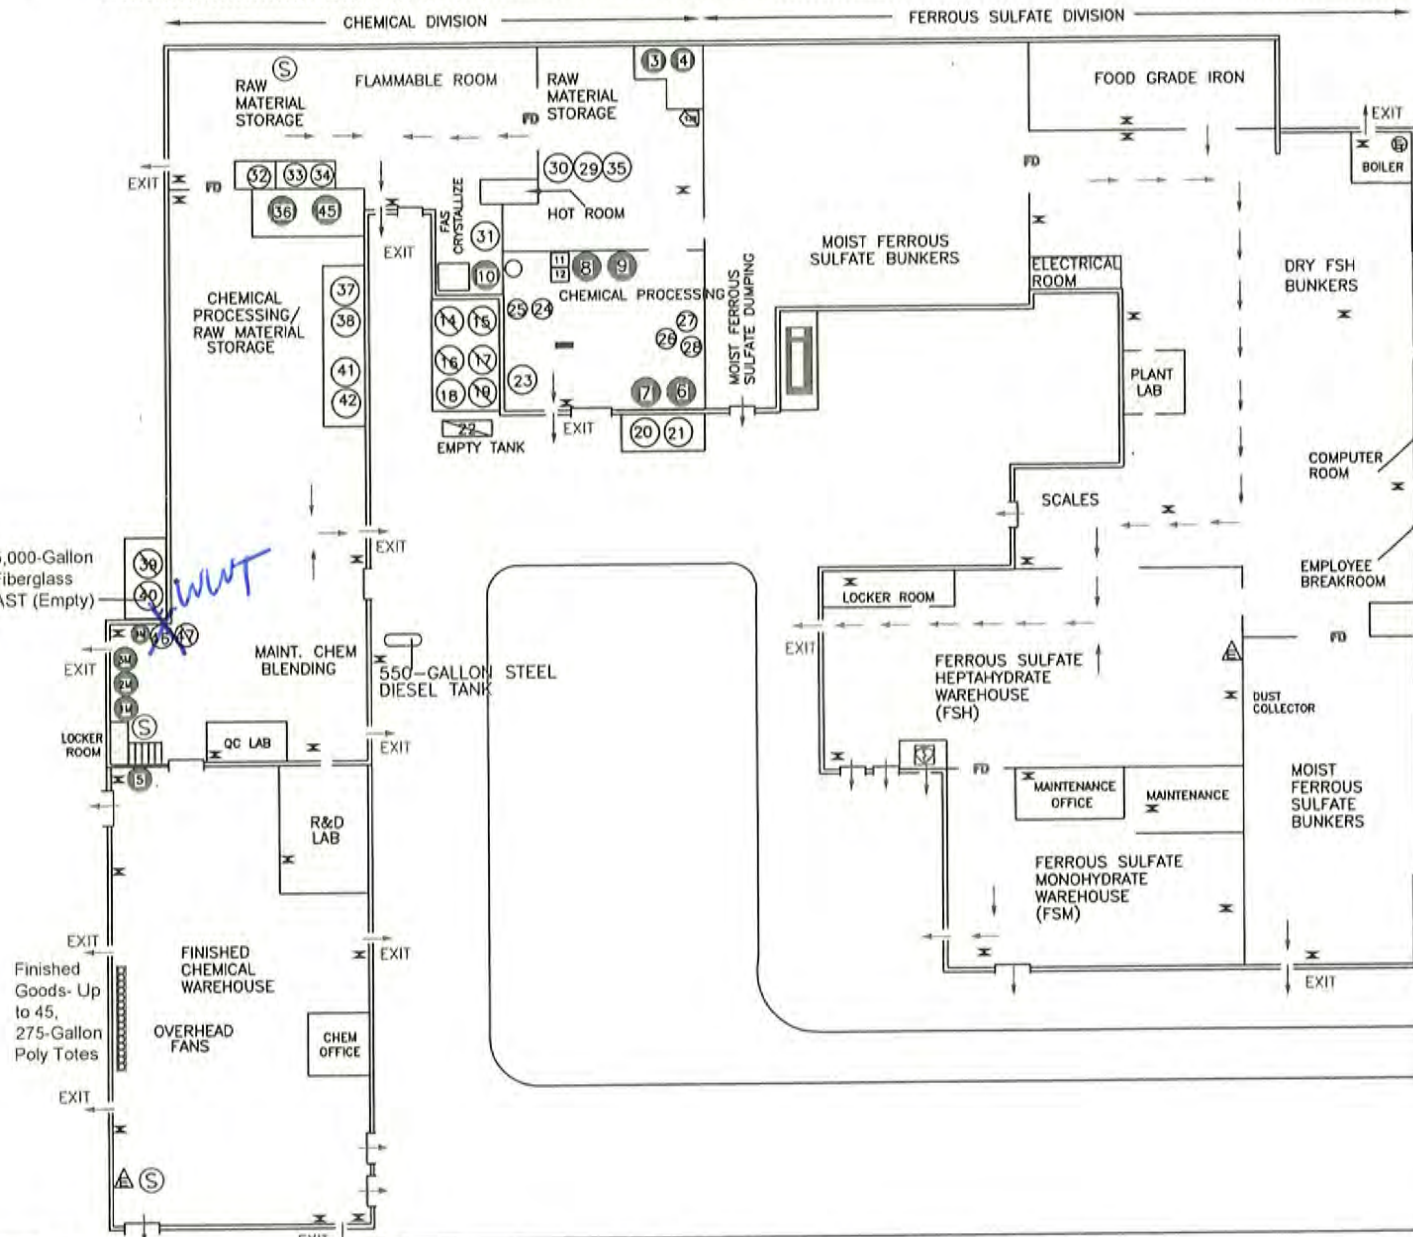 CHEMICAL DIVISION
FERROUS SULFATE DIVISION
S
RAW
MATERIAL
STORAGE
FLAMMABLE ROOM
RAW
MATERIAL
STORAGE
3
4
FOOD GRADE IRON
EXIT
BOILER
FD
FD
EXIT
FD
32
33
34
36
45
30
29
35
HOT ROOM
FAS
CRYSTALLIZE
31
10
EXIT
11
12
8
9
CHEMICAL PROCESSING
MOIST FERROUS
SULFATE DUMPING
MOIST FERROUS
SULFATE BUNKERS
ELECTRICAL
ROOM
DRY FSH
BUNKERS
CHEMICAL
PROCESSING/
RAW MATERIAL
STORAGE
37
38
41
42
14
15
16
17
18
19
25
24
27
26
28
23
7
6
22
EMPTY TANK
EXIT
20
21
PLANT
LAB
COMPUTER
ROOM
SCALES
EXIT
,000-Gallon
Fiberglass
AST (Empty)
39
40
WWT
46
47
EXIT
3M
2M
1M
S
LOCKER
ROOM
MAINT. CHEM
BLENDING
550-GALLON STEEL
DIESEL TANK
QC LAB
EXIT
5
R&D
LAB
EMPLOYEE
BREAKROOM
LOCKER ROOM
EXIT
FD
FERROUS SULFATE
HEPTAHYDRATE
WAREHOUSE
(FSH)
E
DUST
COLLECTOR
FD
MAINTENANCE
OFFICE
MAINTENANCE
MOIST
FERROUS
SULFATE
BUNKERS
FERROUS SULFATE
MONOHYDRATE
WAREHOUSE
(FSM)
EXIT
EXIT
EXIT
FINISHED
CHEMICAL
WAREHOUSE
Finished
Goods- Up
to 45,
275-Gallon
Poly Totes
OVERHEAD
FANS
CHEM
OFFICE
EXIT
E
S
EXIT